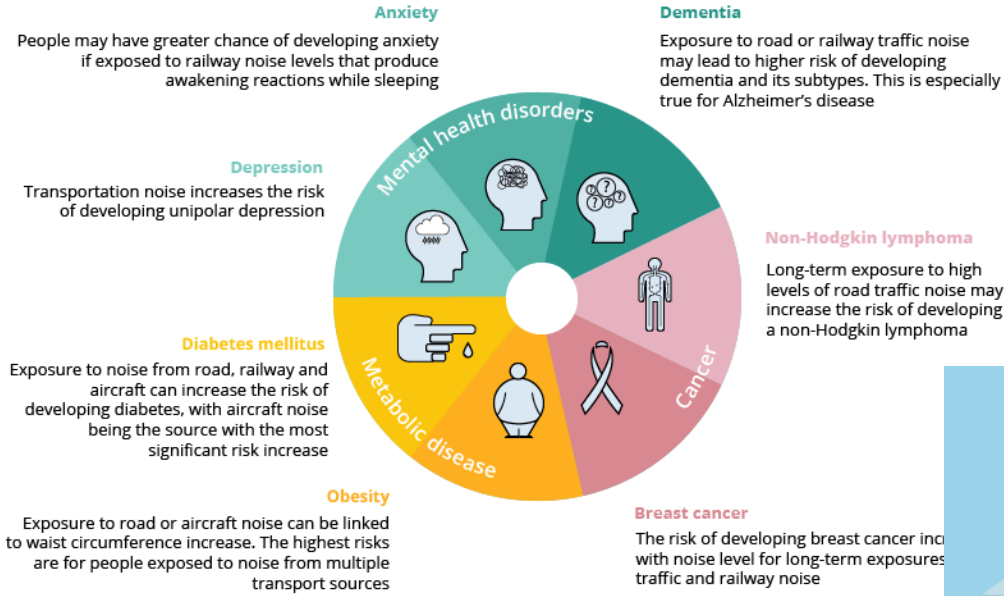 Anxiety
People may have greater chance of developing anxiety
if exposed to railway noise levels that produce
awakening reactions while sleeping
Dementia
Exposure to road or railway traffic noise
may lead to higher risk of developing
dementia and its subtypes. This is especially
true for Alzheimer's disease
Mental health disorders
Depression
Transportation noise increases the risk
of developing unipolar depression
? ? ? ?
Non-Hodgkin lymphoma
Long-term exposure to high
levels of road traffic noise may
increase the risk of developing
a non-Hodgkin lymphoma
Diabetes mellitus
Exposure to noise from road, railway and
aircraft can increase the risk of
developing diabetes, with aircraft noise
being the source with the most
significant risk increase
Metabolic disease
Cancer
Obesity
Exposure to road or aircraft noise can be linked
to waist circumference increase. The highest risks
are for people exposed to noise from multiple
transport sources
Breast cancer
The risk of developing breast cancer
with noise level for long-term exposures
traffic and railway noise